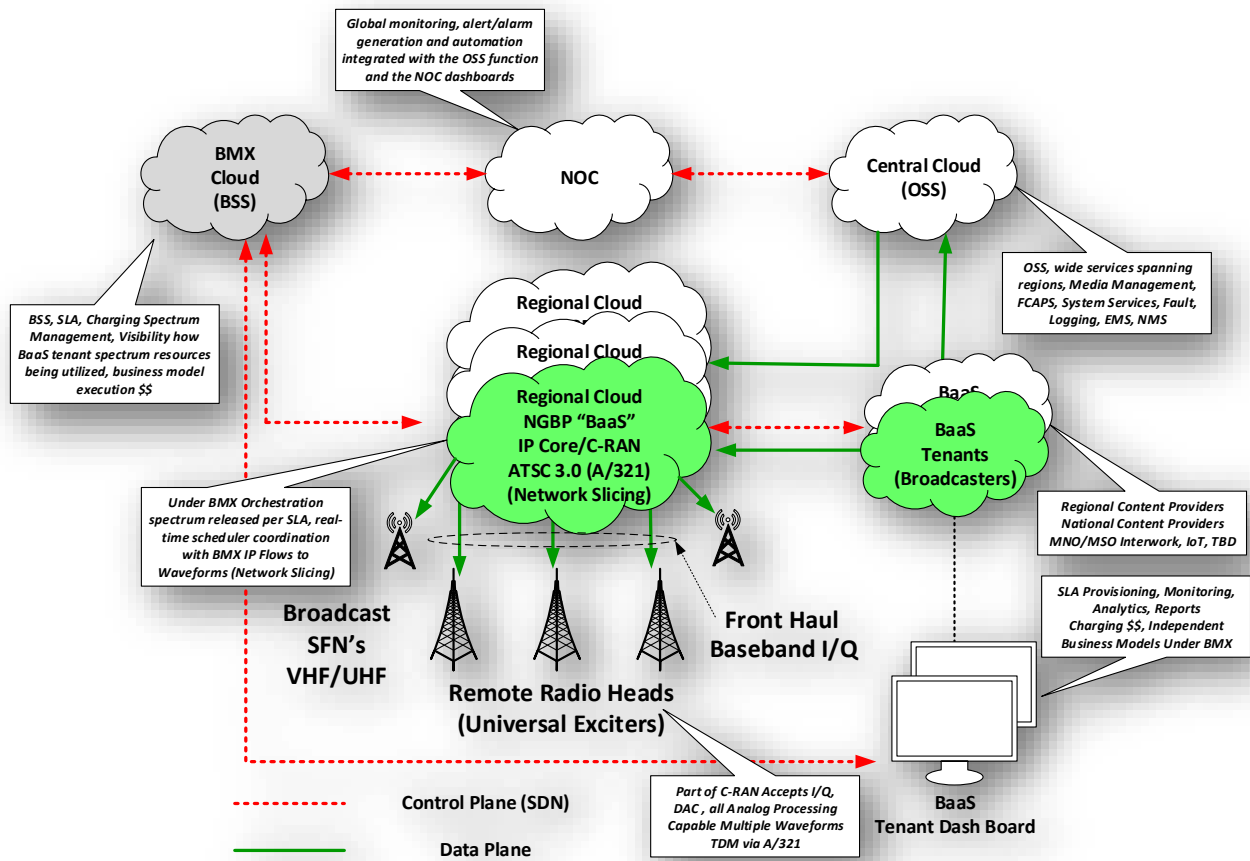 Global monitoring, alert/alarm
generation and automation
integrated with the OSS function
and the NOC dashboards
BMX
Cloud
(BSS)
NOC
Central Cloud
(OSS)
BSS, SLA, Charging Spectrum
Management, Visibility how
BaaS tenant spectrum resources
being utilized, business model
execution $$
OSS, wide services spanning
regions, Media Management,
FCAPS, System Services, Fault,
Logging, EMS, NMS
Regional Cloud
Regional Cloud
Regional Cloud
NGBP “BaaS”
IP Core/C-RAN
ATSC 3.0 (A/321)
(Network Slicing)
BaaS
BaaS
Tenants
(Broadcasters)
Under BMX Orchestration
spectrum released per SLA, real-
time scheduler coordination
with BMX IP Flows to
Waveforms (Network Slicing)
Regional Content Providers
National Content Providers
MNO/MSO Interwork, IoT, TBD
Broadcast
SFN's
VHF/UHF
Front Haul
Baseband I/Q
SLA Provisioning, Monitoring,
Analytics, Reports
Charging $$, Independent
Business Models Under BMX
Remote Radio Heads
(Universal Exciters)
Part of C-RAN Accepts I/Q,
DAC , all Analog Processing
Capable Multiple Waveforms
TDM via A/321
BaaS
Tenant Dash Board
Control Plane (SDN)
Data Plane